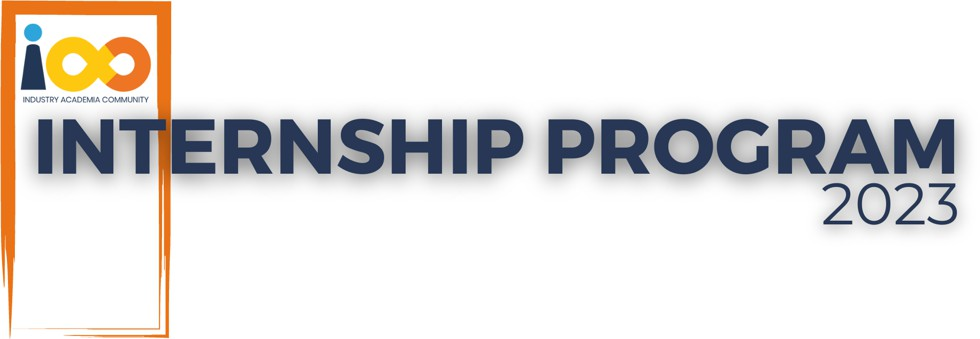 INDUSTRY ACADEMIA COMMUNITY
INTERNSHIP PROGRAM
2023